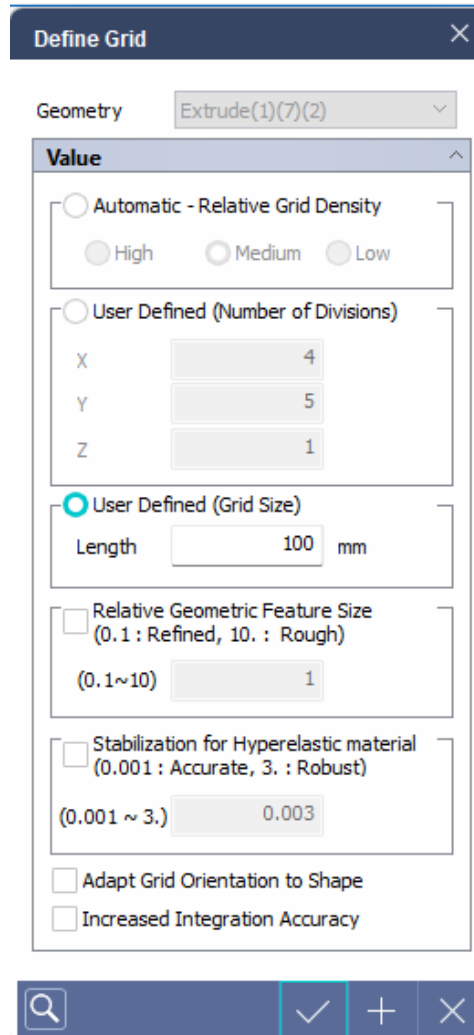 Define Grid
Geometry Extrude(1)(7)(2)
Value
Automatic - Relative Grid Density
High Medium Low
User Defined (Number of Divisions)
X 4
Y 5
Z 1
User Defined (Grid Size)
Length 100 mm
Relative Geometric Feature Size
(0.1 : Refined, 10. : Rough)
(0.1~10) 1
Stabilization for Hyperelastic material
(0.001 : Accurate, 3. : Robust)
(0.001 ~ 3.) 0.003
Adapt Grid Orientation to Shape
Increased Integration Accuracy